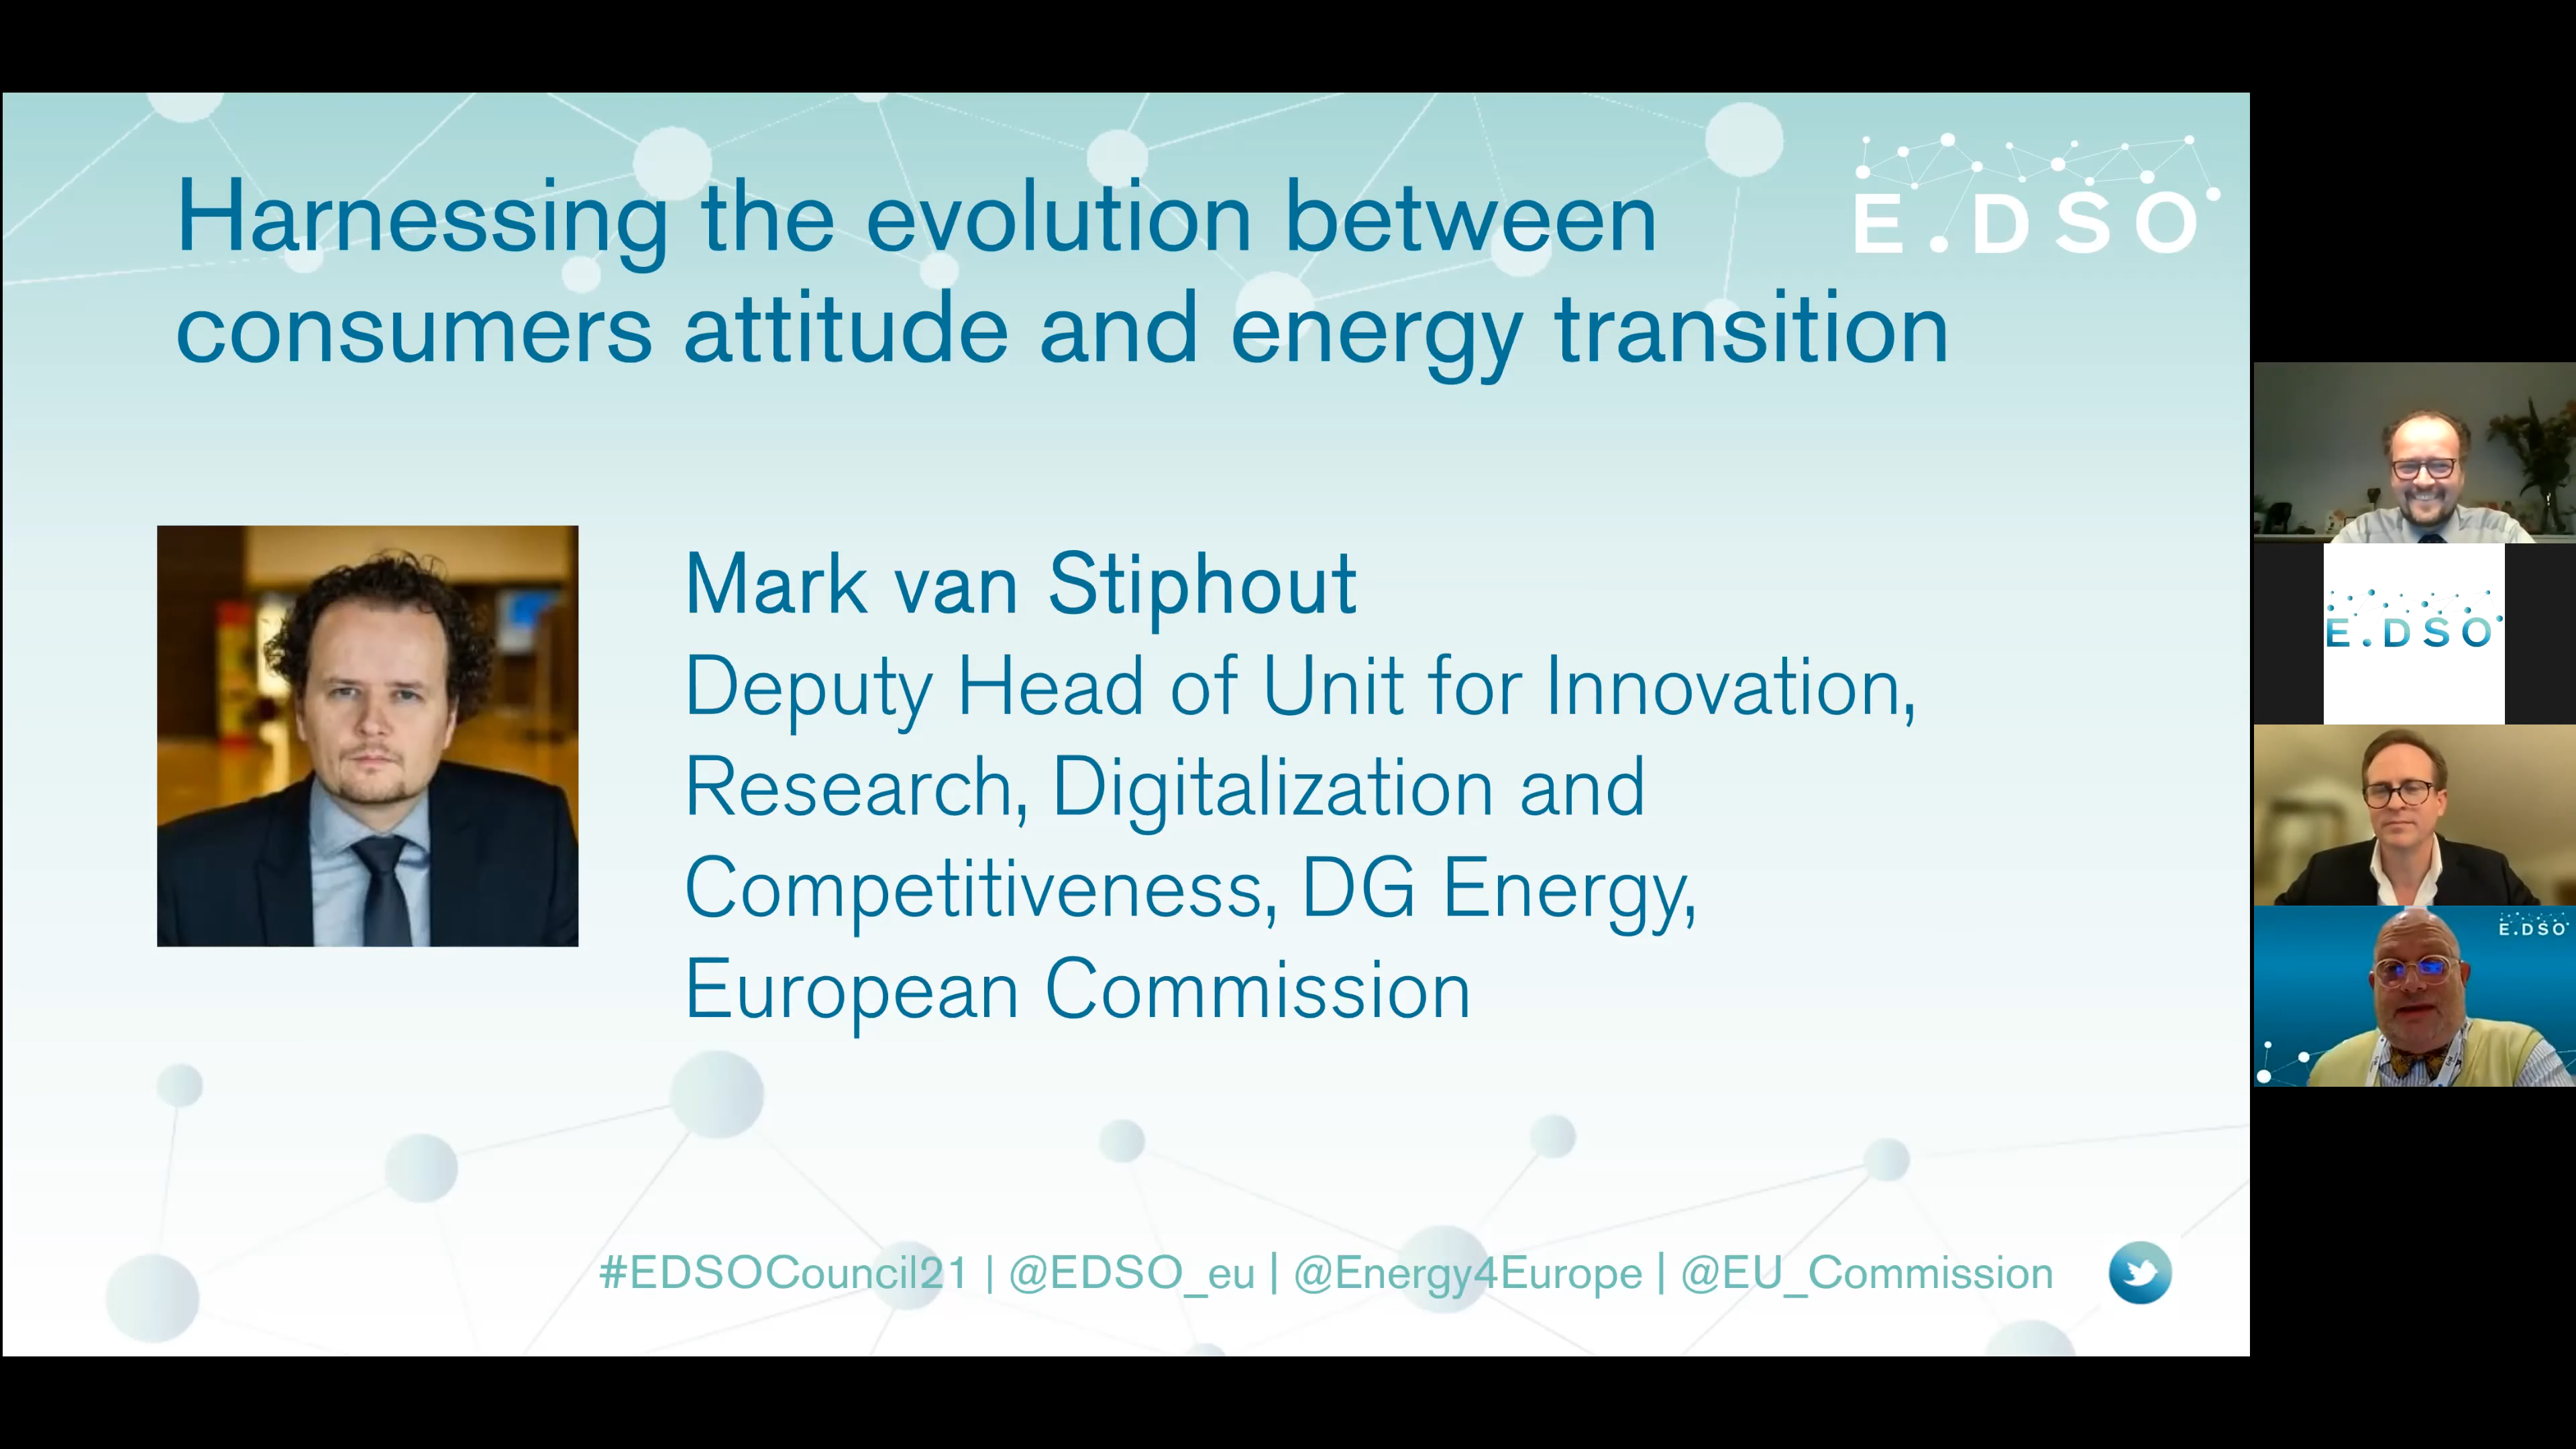 Harnessing the evolution between
consumers attitude and energy transition
E.DSO
Mark van Stiphout
Deputy Head of Unit for Innovation,
Research, Digitalization and
Competitiveness, DG Energy,
European Commission
#EDSOCouncil21 | @EDSO_eu | @Energy4Europe | @EU_Commission
E.DSO
E.DSO